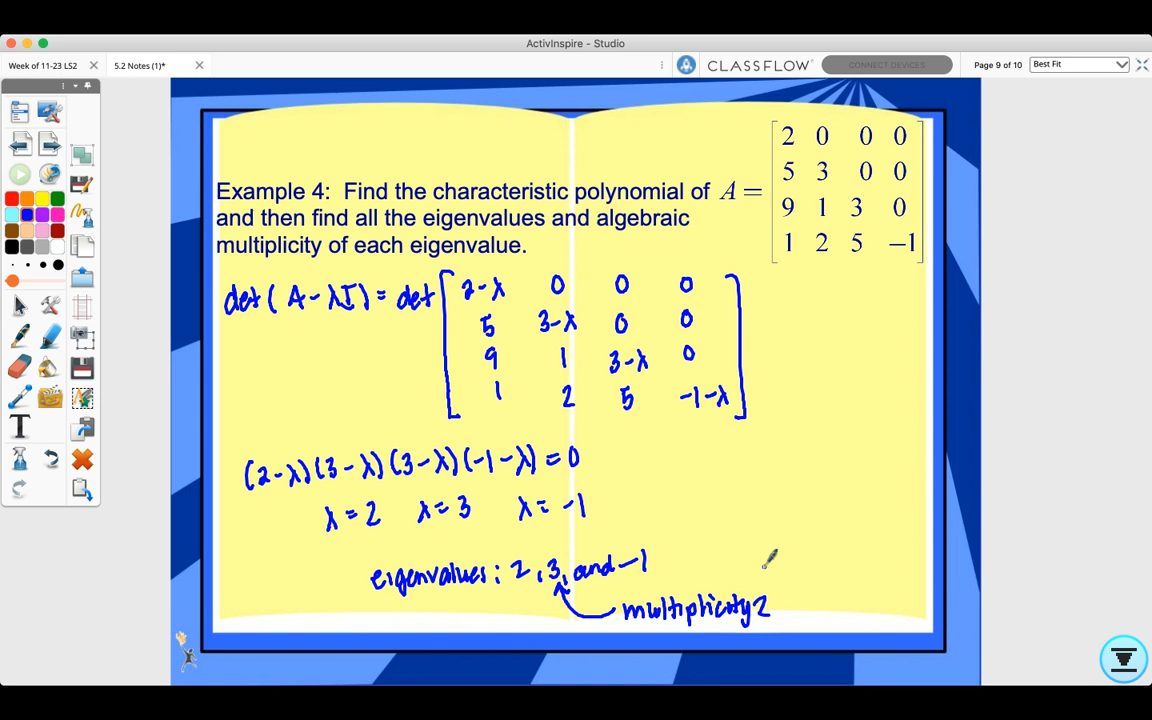 ActivInspire - Studio
Week of 11-23 LS2
5.2 Notes (1)*
CLASSFLOW
CONNECT DEVICES
Page 9 of 10
Best Fit
Example 4: Find the characteristic polynomial of A =
and then find all the eigenvalues and algebraic
multiplicity of each eigenvalue.
2 0 0 0
5 3 0 0
9 1 3 0
1 2 5 −1
det(A-λI) = det
2-λ 0 0 0
5 3-λ 0 0
9 1 3-λ 0
1 2 5 -1-λ
(2-λ)(3-λ)(3-λ)(-1-λ) = 0
λ = 2 λ = 3 λ = -1
eigenvalues: 2, 3, and -1
multiplicity 2
T